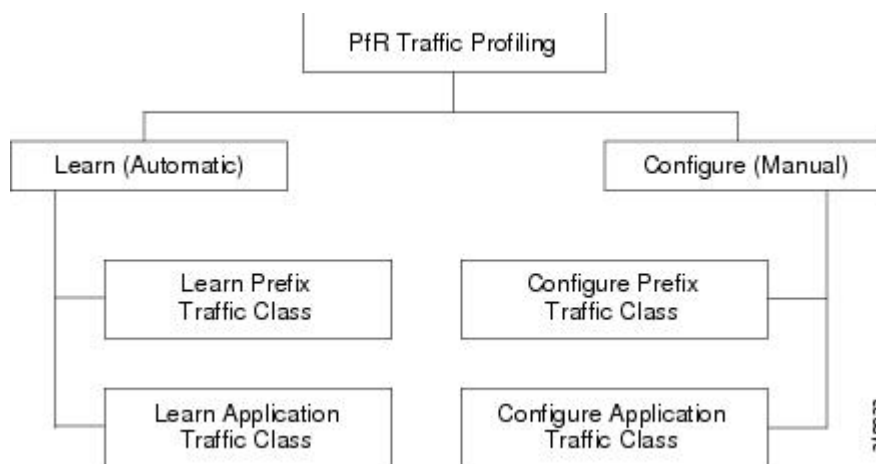 PfR Traffic Profiling
Learn (Automatic)
Configure (Manual)
Learn Prefix
Traffic Class
Configure Prefix
Traffic Class
Learn Application
Traffic Class
Configure Application
Traffic Class